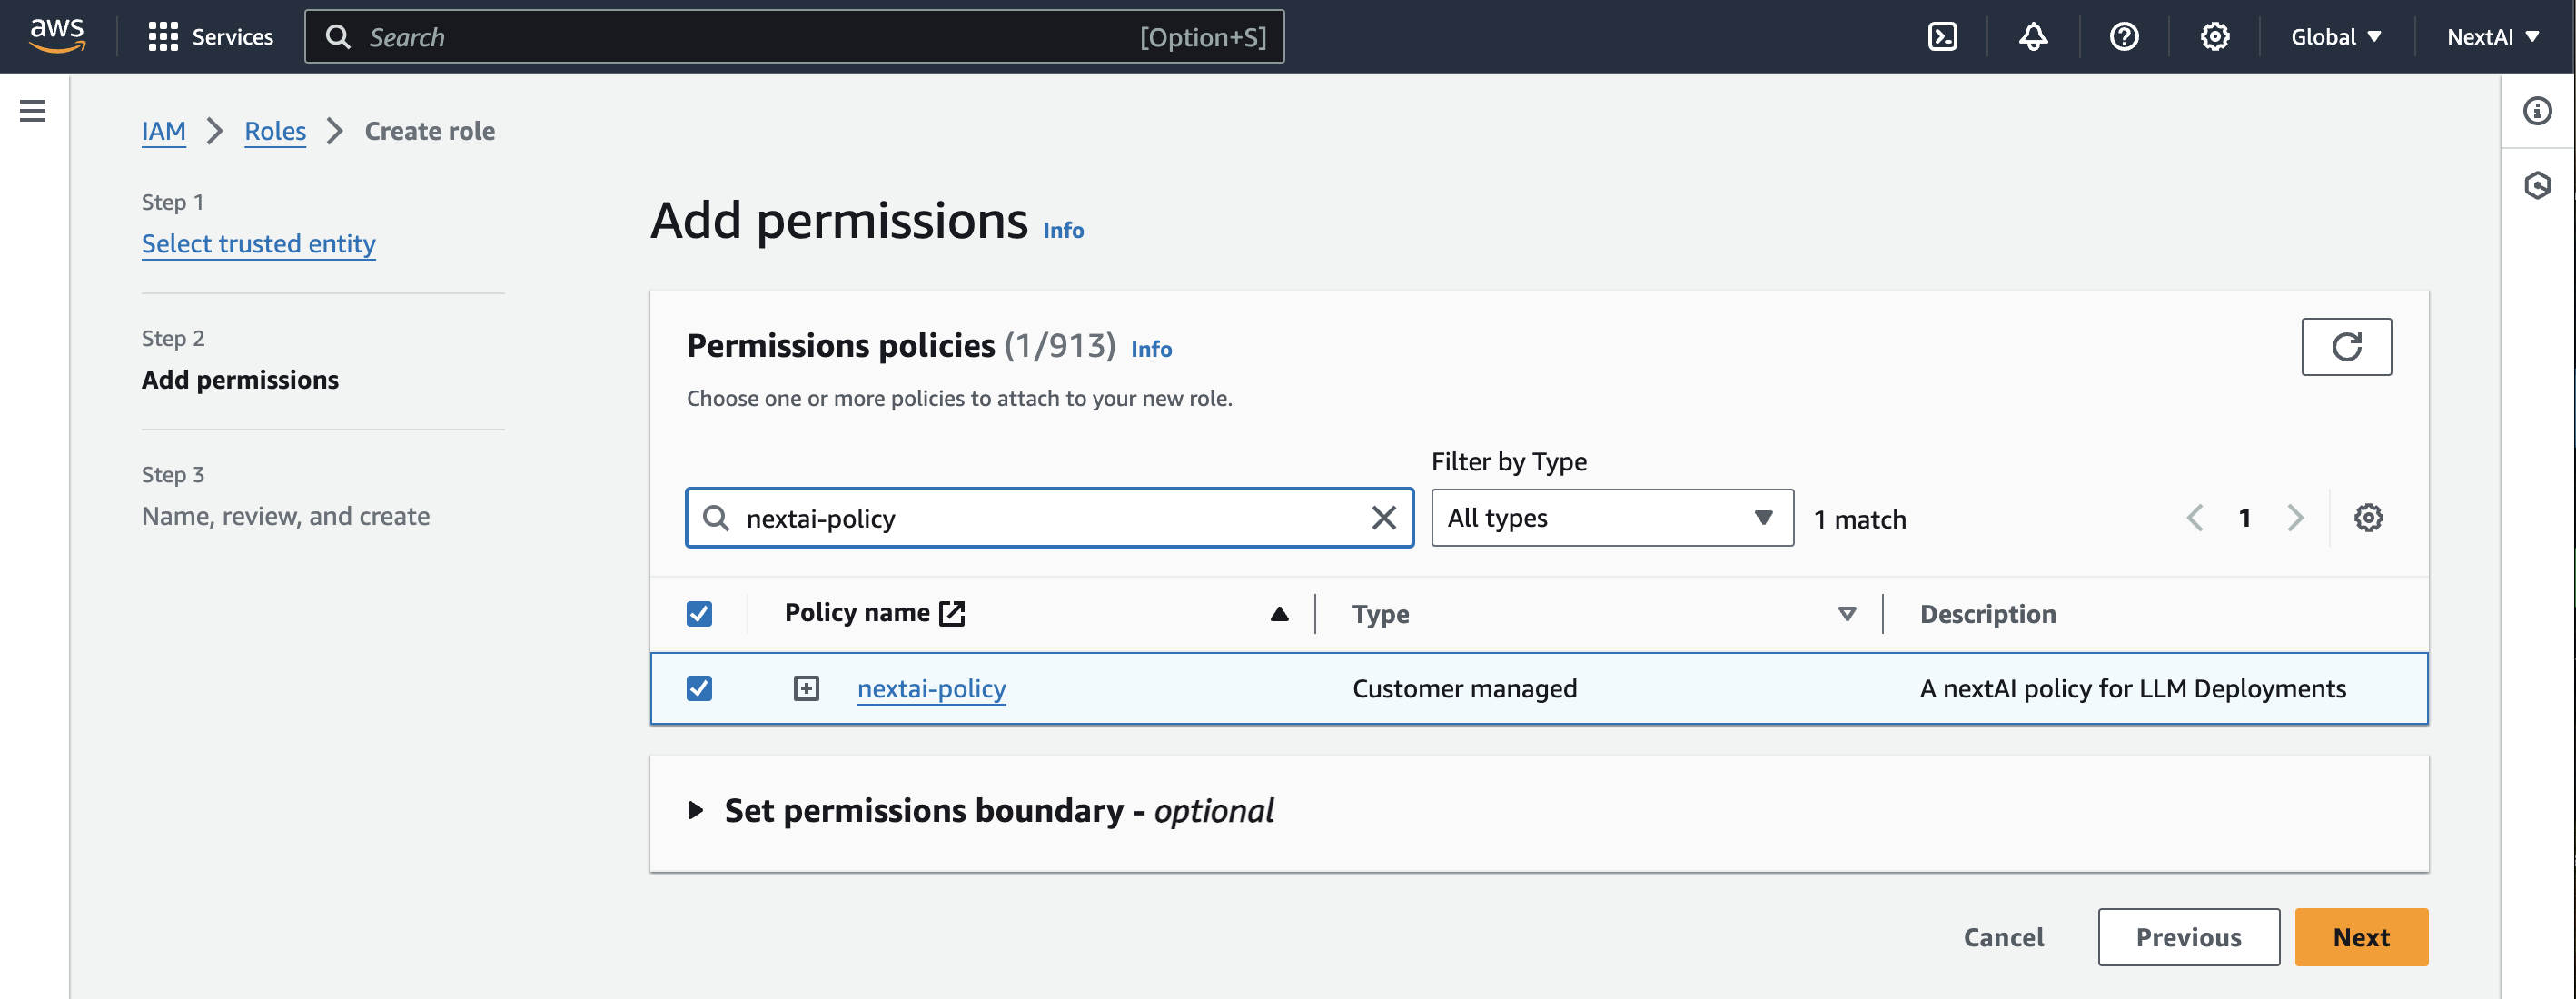 aws Services Search [Option+S] Global NextAI
IAM > Roles > Create role
Step 1
Select trusted entity
Step 2
Add permissions
Step 3
Name, review, and create
Add permissions Info
Permissions policies (1/913) Info
Choose one or more policies to attach to your new role.
Filter by Type
nextai-policy All types 1 match 1
Policy name Type Description
nextai-policy Customer managed A nextAI policy for LLM Deployments
Set permissions boundary - optional
Cancel Previous Next